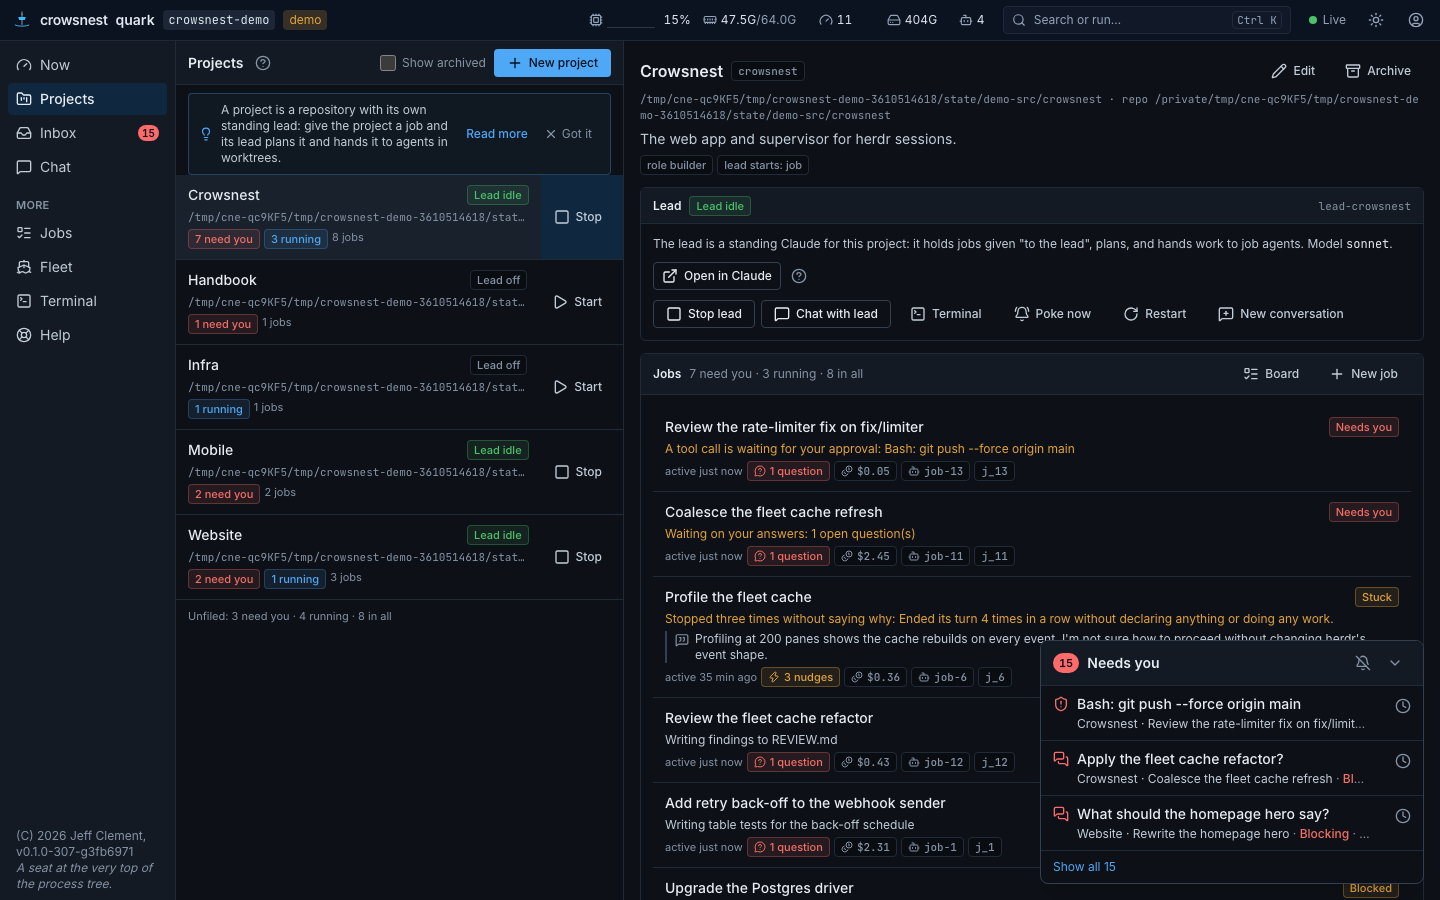 crowsnest quark crowsnest-demo demo
15% 47.5G/64.0G 11 404G 4
Search or run... Ctrl K
Live
Now
Projects
Inbox 15
Chat
MORE
Jobs
Fleet
Terminal
Help
(C) 2026 Jeff Clement,
v0.1.0-307-g3fb6971
A seat at the very top of
the process tree.
Projects
Show archived
New project
A project is a repository with its own
standing lead: give the project a job and
its lead plans it and hands it to agents in
worktrees.
Read more
Got it
Crowsnest Lead idle
/tmp/cne-qc9KF5/tmp/crowsnest-demo-3610514618/stat…
7 need you 3 running 8 jobs
Stop
Handbook Lead off
/tmp/cne-qc9KF5/tmp/crowsnest-demo-3610514618/stat…
1 need you 1 jobs
Start
Infra Lead off
/tmp/cne-qc9KF5/tmp/crowsnest-demo-3610514618/stat…
1 running 1 jobs
Start
Mobile Lead idle
/tmp/cne-qc9KF5/tmp/crowsnest-demo-3610514618/stat…
2 need you 2 jobs
Stop
Website Lead idle
/tmp/cne-qc9KF5/tmp/crowsnest-demo-3610514618/stat…
2 need you 1 running 3 jobs
Stop
Unfiled: 3 need you · 4 running · 8 in all
Crowsnest crowsnest
Edit
Archive
/tmp/cne-qc9KF5/tmp/crowsnest-demo-3610514618/state/demo-src/crowsnest · repo /private/tmp/cne-qc9KF5/tmp/crowsnest-de
mo-3610514618/state/demo-src/crowsnest
The web app and supervisor for herdr sessions.
role builder lead starts: job
Lead Lead idle lead-crowsnest
The lead is a standing Claude for this project: it holds jobs given "to the lead", plans, and hands work to job agents. Model sonnet.
Open in Claude
Stop lead Chat with lead Terminal Poke now Restart New conversation
Jobs 7 need you · 3 running · 8 in all Board New job
Review the rate-limiter fix on fix/limiter Needs you
A tool call is waiting for your approval: Bash: git push --force origin main
active just now 1 question $0.05 job-13 j_13
Coalesce the fleet cache refresh Needs you
Waiting on your answers: 1 open question(s)
active just now 1 question $2.45 job-11 j_11
Profile the fleet cache Stuck
Stopped three times without saying why: Ended its turn 4 times in a row without declaring anything or doing any work.
Profiling at 200 panes shows the cache rebuilds on every event. I'm not sure how to proceed without changing herdr's
event shape.
active 35 min ago 3 nudges $0.36 job-6 j_6
Review the fleet cache refactor
Writing findings to REVIEW.md
active just now 1 question $0.43 job-12 j_12
Add retry back-off to the webhook sender
Writing table tests for the back-off schedule
active just now 1 question $2.31 job-1 j_1
Upgrade the Postgres driver Blocked
15 Needs you
Bash: git push --force origin main
Crowsnest · Review the rate-limiter fix on fix/limit…
Apply the fleet cache refactor?
Crowsnest · Coalesce the fleet cache refresh · Bl…
What should the homepage hero say?
Website · Rewrite the homepage hero · Blocking · …
Show all 15